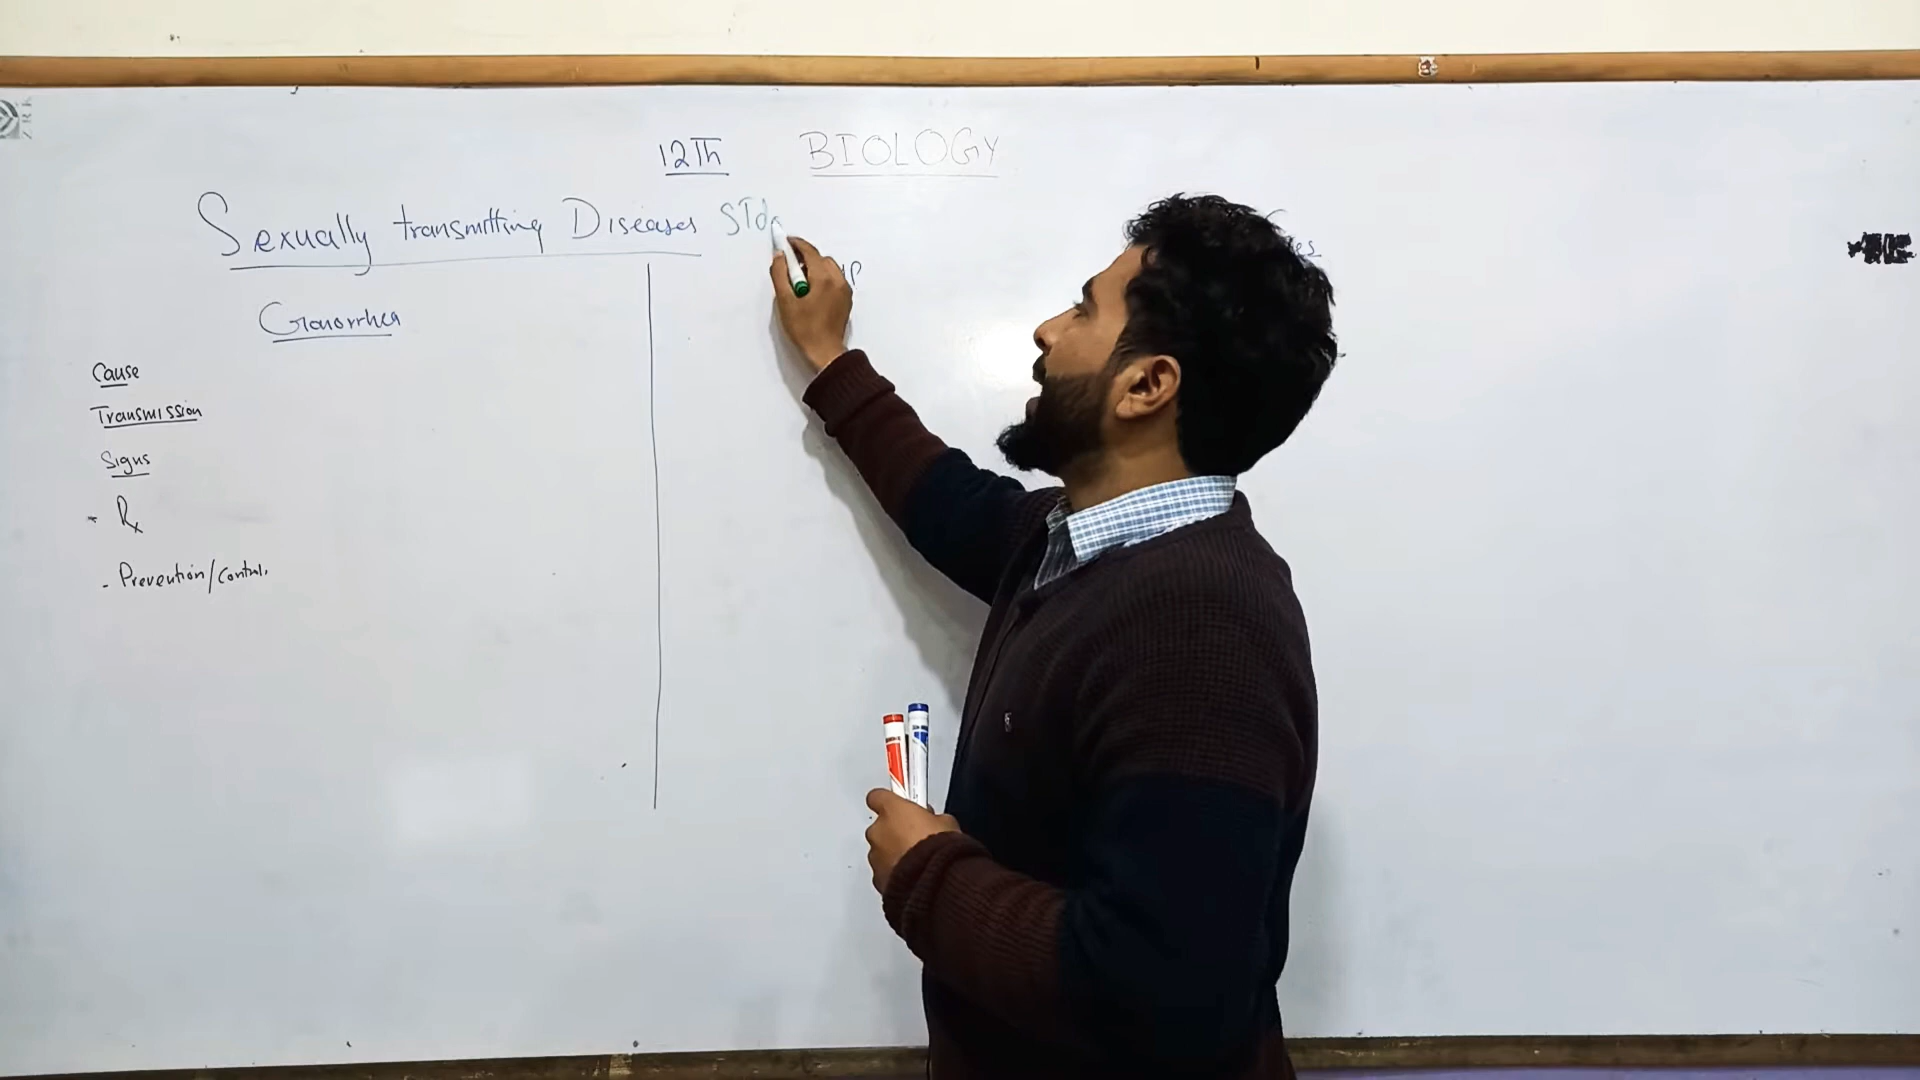 12Th BIOLOGY
Sexually transmitting Diseases STDs
Gonorrhea
Cause
Transmission
Signs
Rx
- Prevention/Control.